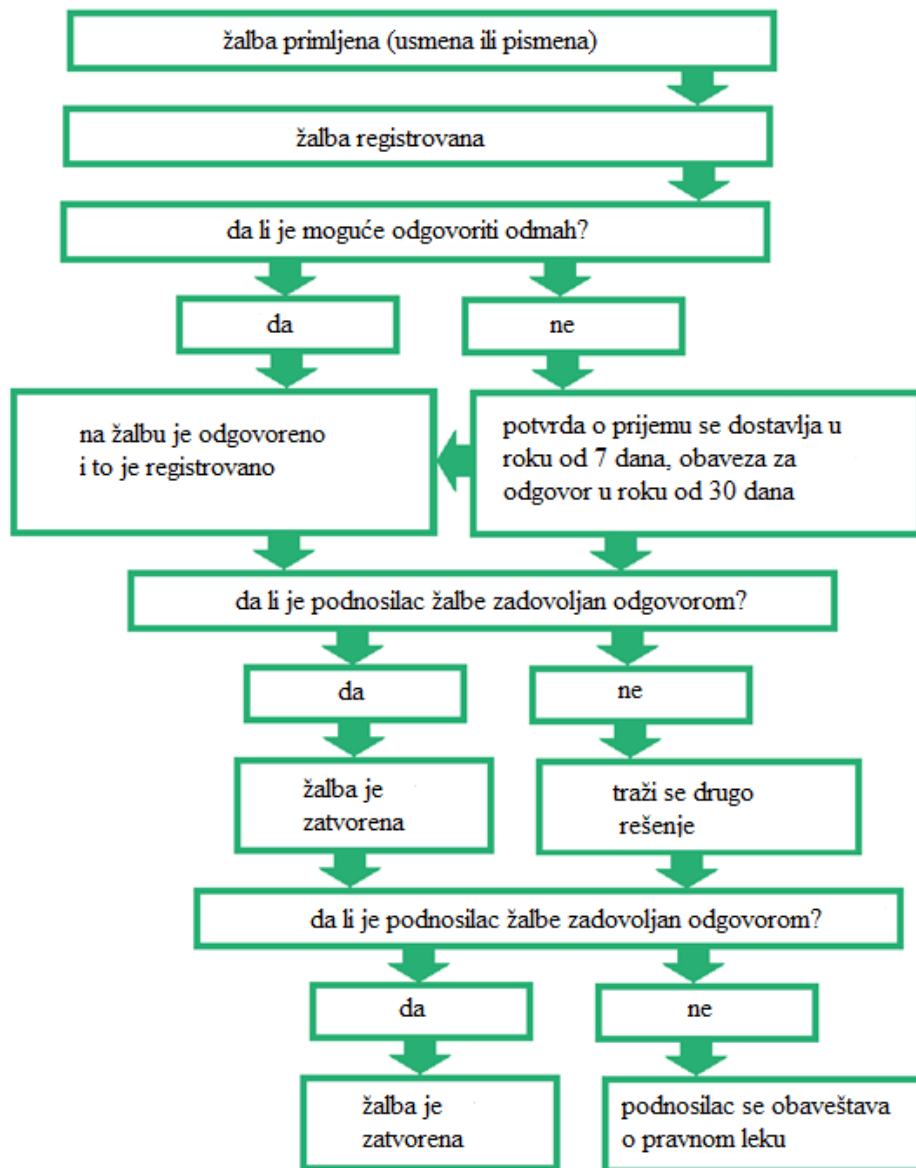 žalba primljena (usmena ili pismena)
žalba registrovana
da li je moguće odgovoriti odmah?
da
ne
na žalbu je odgovoreno
i to je registrovano
potvrda o prijemu se dostavlja u
roku od 7 dana, obaveza za
odgovor u roku od 30 dana
da li je podnosilac žalbe zadovoljan odgovorom?
da
ne
žalba je
zatvorena
traži se drugo
rešenje
da li je podnosilac žalbe zadovoljan odgovorom?
da
ne
žalba je
zatvorena
podnosilac se obaveštava
o pravnom leku